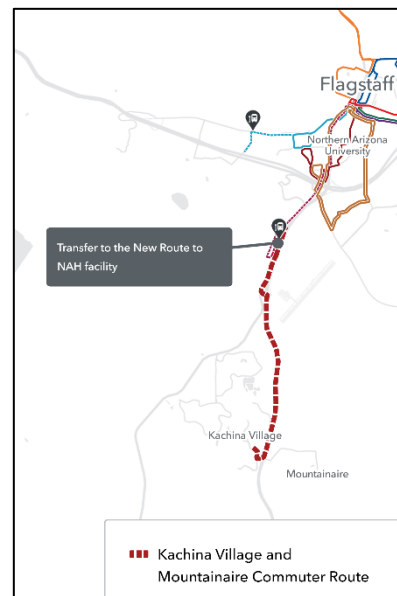 Flagstaff
Northern Arizona
University
Transfer to the New Route to
NAH facility
Kachina Village
Mountainaire
Kachina Village and
Mountainaire Commuter Route